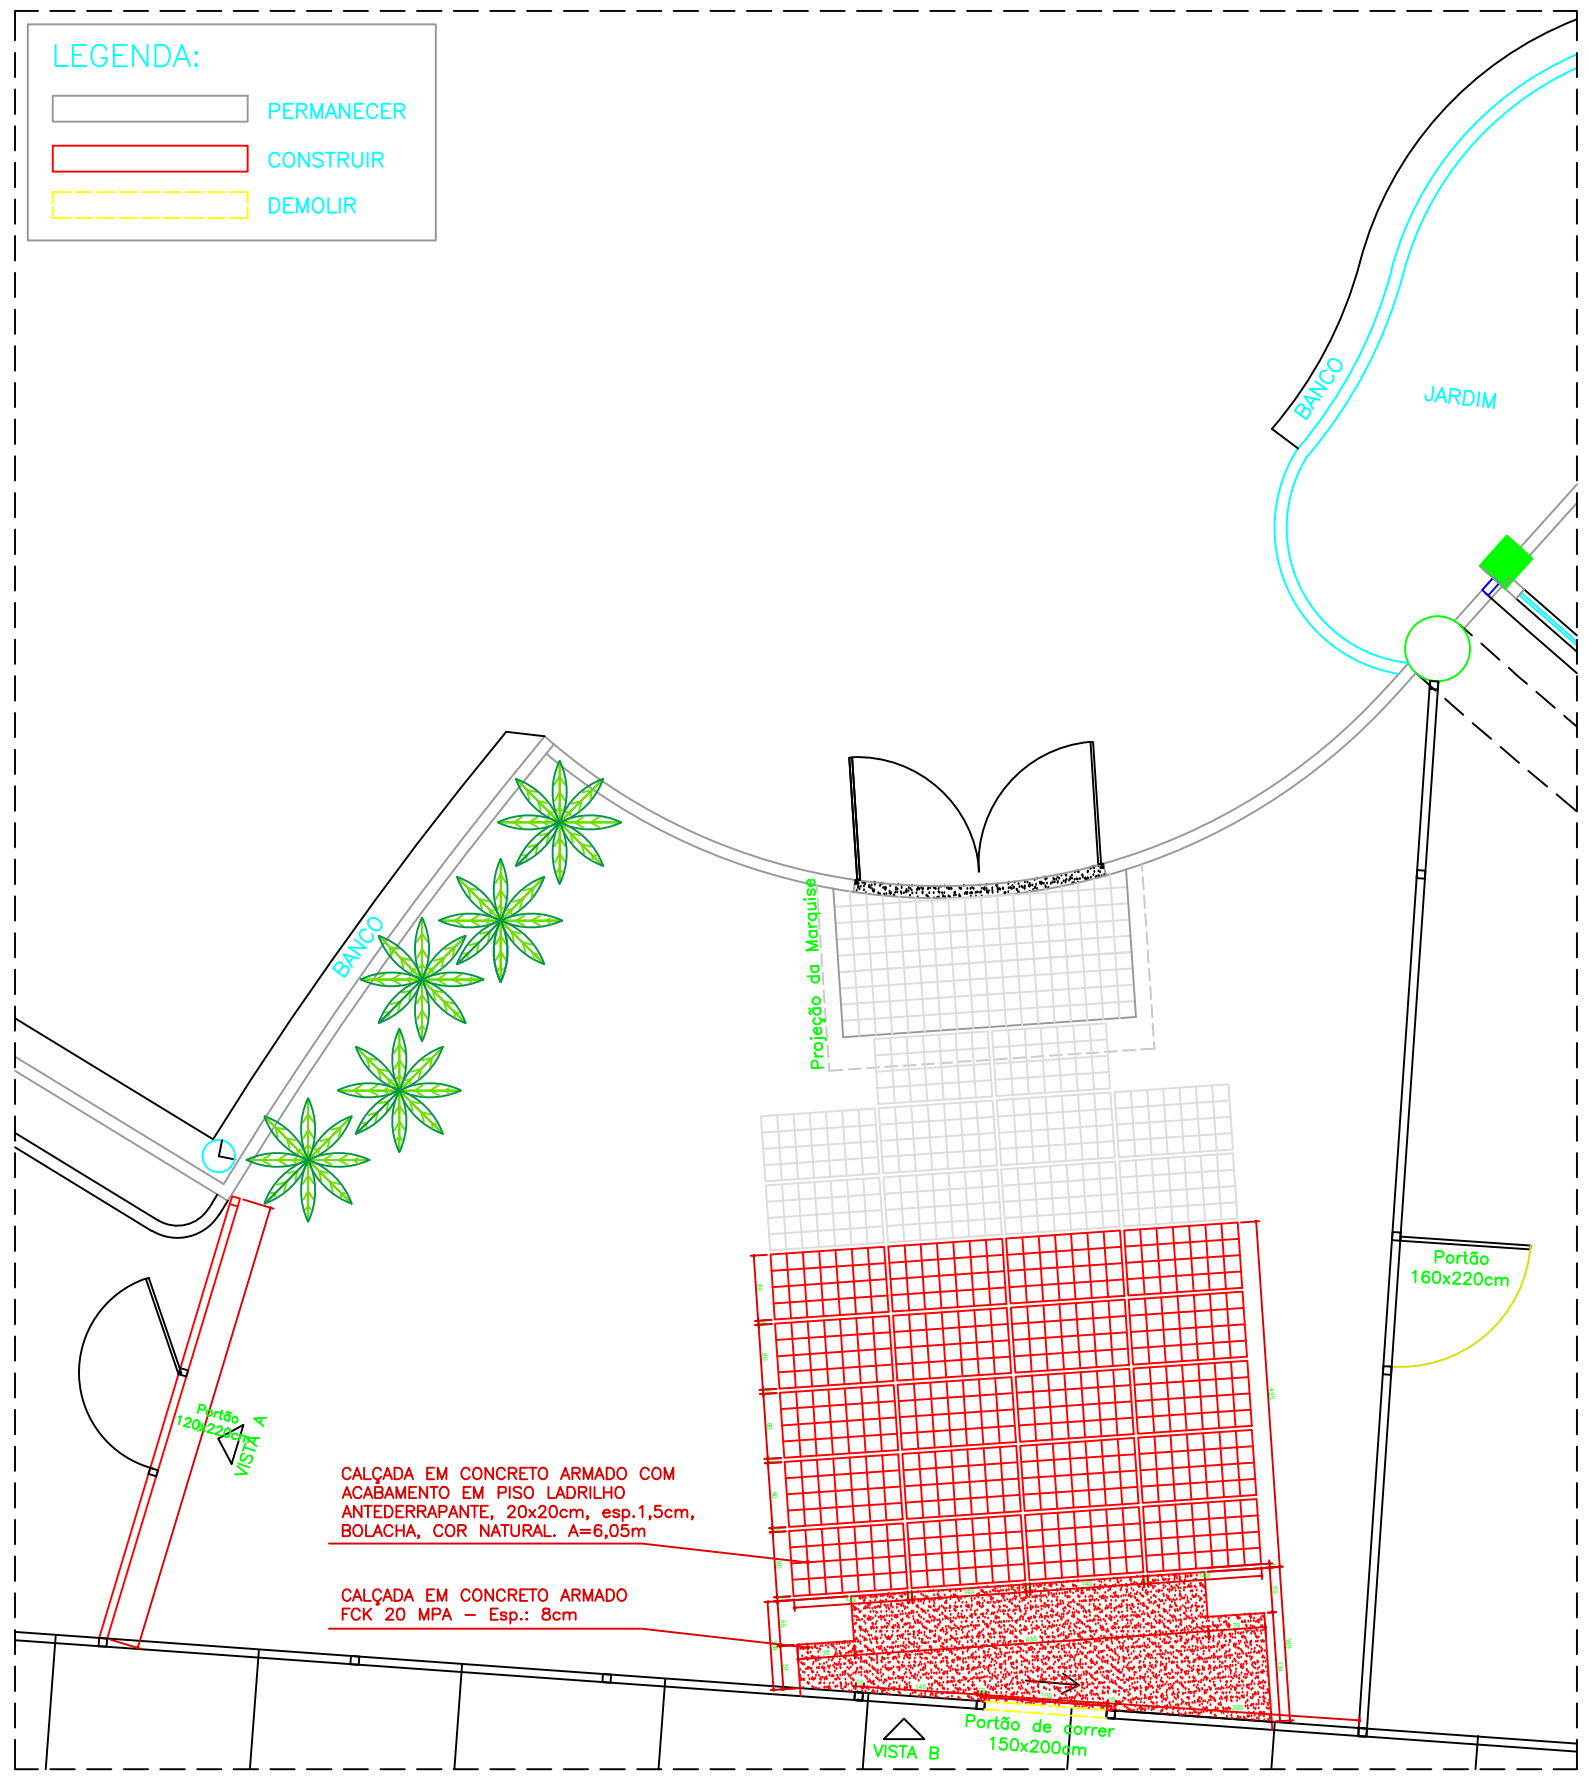 LEGENDA:
PERMANECER
CONSTRUIR
DEMOLIR
BANCO
JARDIM
BANCO
Projeção da Marquise
Portão
160x220cm
Portão
120x220cm
VISTA A
CALÇADA EM CONCRETO ARMADO COM
ACABAMENTO EM PISO LADRILHO
ANTEDERRAPANTE, 20x20cm, esp.1,5cm,
BOLACHA, COR NATURAL. A=6,05m
CALÇADA EM CONCRETO ARMADO
FCK 20 MPA – Esp.: 8cm
Portão de correr
150x200cm
VISTA B